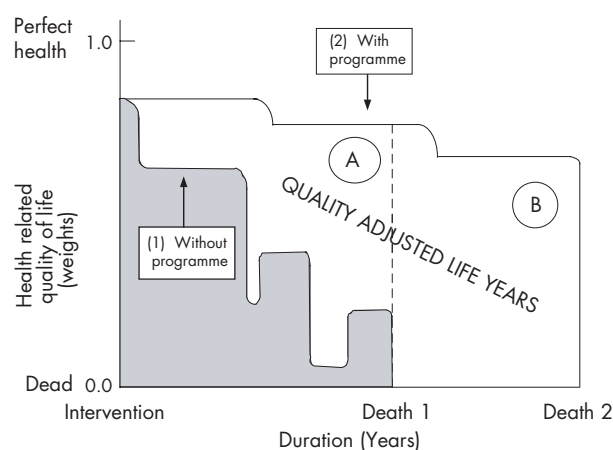 Perfect
health
1.0
(2) With
programme
A
B
QUALITY ADJUSTED LIFE YEARS
(1) Without
programme
Health related
quality of life
(weights)
Dead 0.0
Intervention
Death 1
Death 2
Duration (Years)